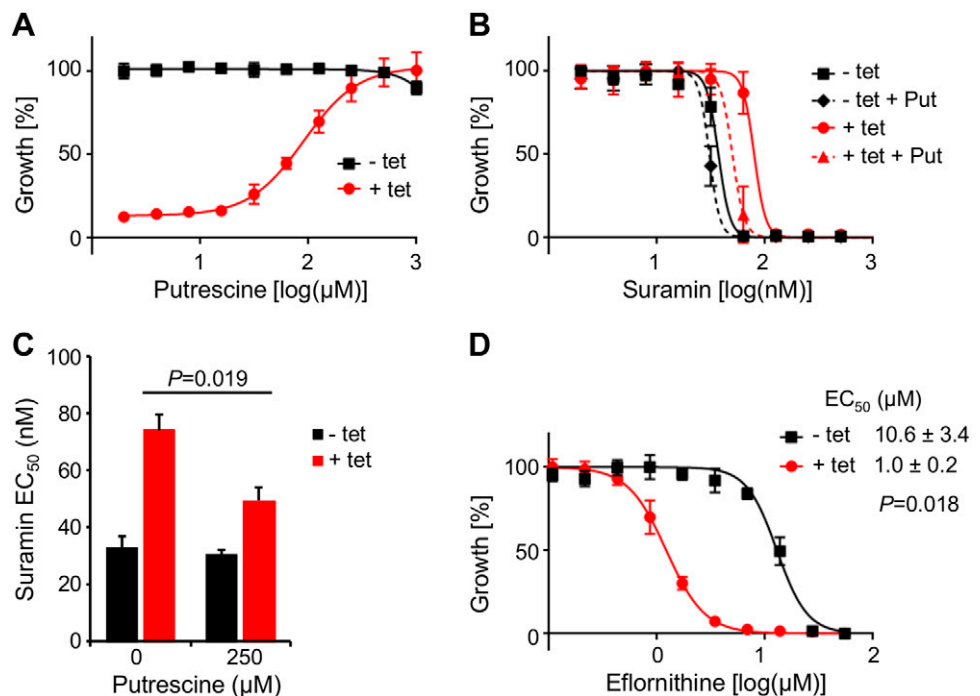 A
Growth [%]
100
50
0
1
2
3
Putrescine [log(μM)]
- tet
+ tet
B
Growth [%]
100
50
0
1
2
3
Suramin [log(nM)]
- tet
- tet + Put
+ tet
+ tet + Put
C
Suramin EC50 (nM)
100
80
60
40
20
0
P=0.019
0
250
Putrescine (μM)
- tet
+ tet
D
Growth [%]
100
50
0
0
1
2
Eflornithine [log(μM)]
EC50 (μM)
- tet 10.6 ± 3.4
+ tet 1.0 ± 0.2
P=0.018